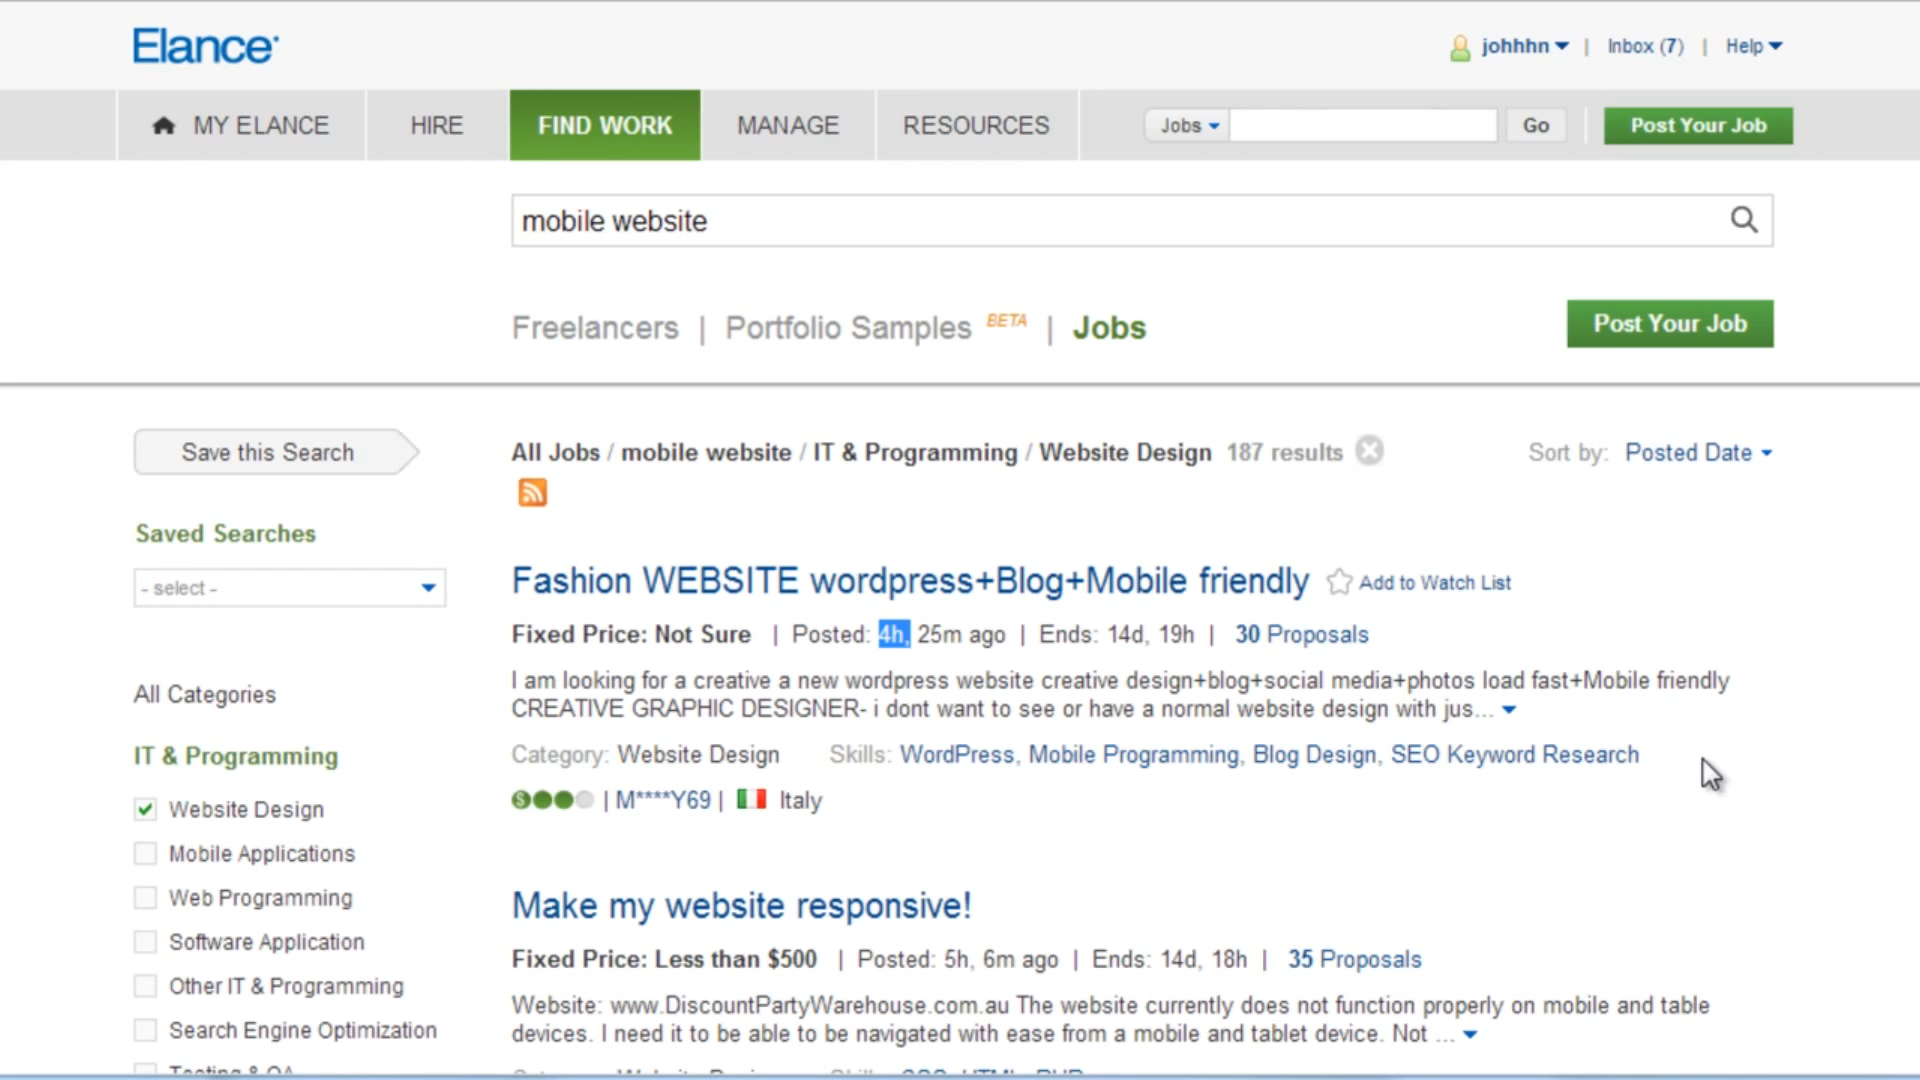 Elance
johhhn | Inbox (7) | Help
MY ELANCE HIRE FIND WORK MANAGE RESOURCES Jobs Go Post Your Job
mobile website
Freelancers | Portfolio Samples BETA | Jobs
Post Your Job
Save this Search
All Jobs / mobile website / IT & Programming / Website Design 187 results
Sort by: Posted Date
Saved Searches
- select -
All Categories
IT & Programming
Website Design
Mobile Applications
Web Programming
Software Application
Other IT & Programming
Search Engine Optimization
Testing & QA
Fashion WEBSITE wordpress+Blog+Mobile friendly Add to Watch List
Fixed Price: Not Sure | Posted: 4h, 25m ago | Ends: 14d, 19h | 30 Proposals
I am looking for a creative a new wordpress website creative design+blog+social media+photos load fast+Mobile friendly
CREATIVE GRAPHIC DESIGNER- i dont want to see or have a normal website design with jus...
Category: Website Design Skills: WordPress, Mobile Programming, Blog Design, SEO Keyword Research
| M****Y69 | Italy
Make my website responsive!
Fixed Price: Less than $500 | Posted: 5h, 6m ago | Ends: 14d, 18h | 35 Proposals
Website: www.DiscountPartyWarehouse.com.au The website currently does not function properly on mobile and table
devices. I need it to be able to be navigated with ease from a mobile and tablet device. Not ...